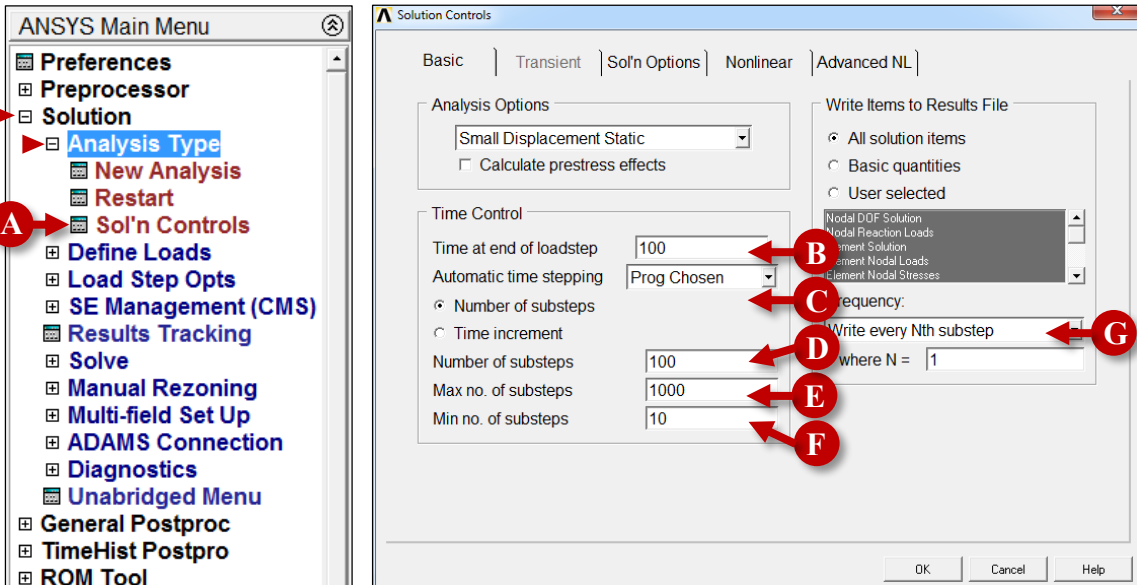 ANSYS Main Menu
Preferences
Preprocessor
Solution
Analysis Type
New Analysis
Restart
A
Sol'n Controls
Define Loads
Load Step Opts
SE Management (CMS)
Results Tracking
Solve
Manual Rezoning
Multi-field Set Up
ADAMS Connection
Diagnostics
Unabridged Menu
General Postproc
TimeHist Postpro
ROM Tool
Solution Controls
Basic Transient Sol'n Options Nonlinear Advanced NL
Analysis Options
Small Displacement Static
Calculate prestress effects
Time Control
Time at end of loadstep 100 B
Automatic time stepping Prog Chosen
Number of substeps C
Time increment
Number of substeps 100 D
Max no. of substeps 1000 E
Min no. of substeps 10 F
Write Items to Results File
All solution items
Basic quantities
User selected
Nodal DOF Solution
Nodal Reaction Loads
ement Solution
ement Nodal Loads
Element Nodal Stresses
requency:
Write every Nth substep G
where N = 1
OK Cancel Help